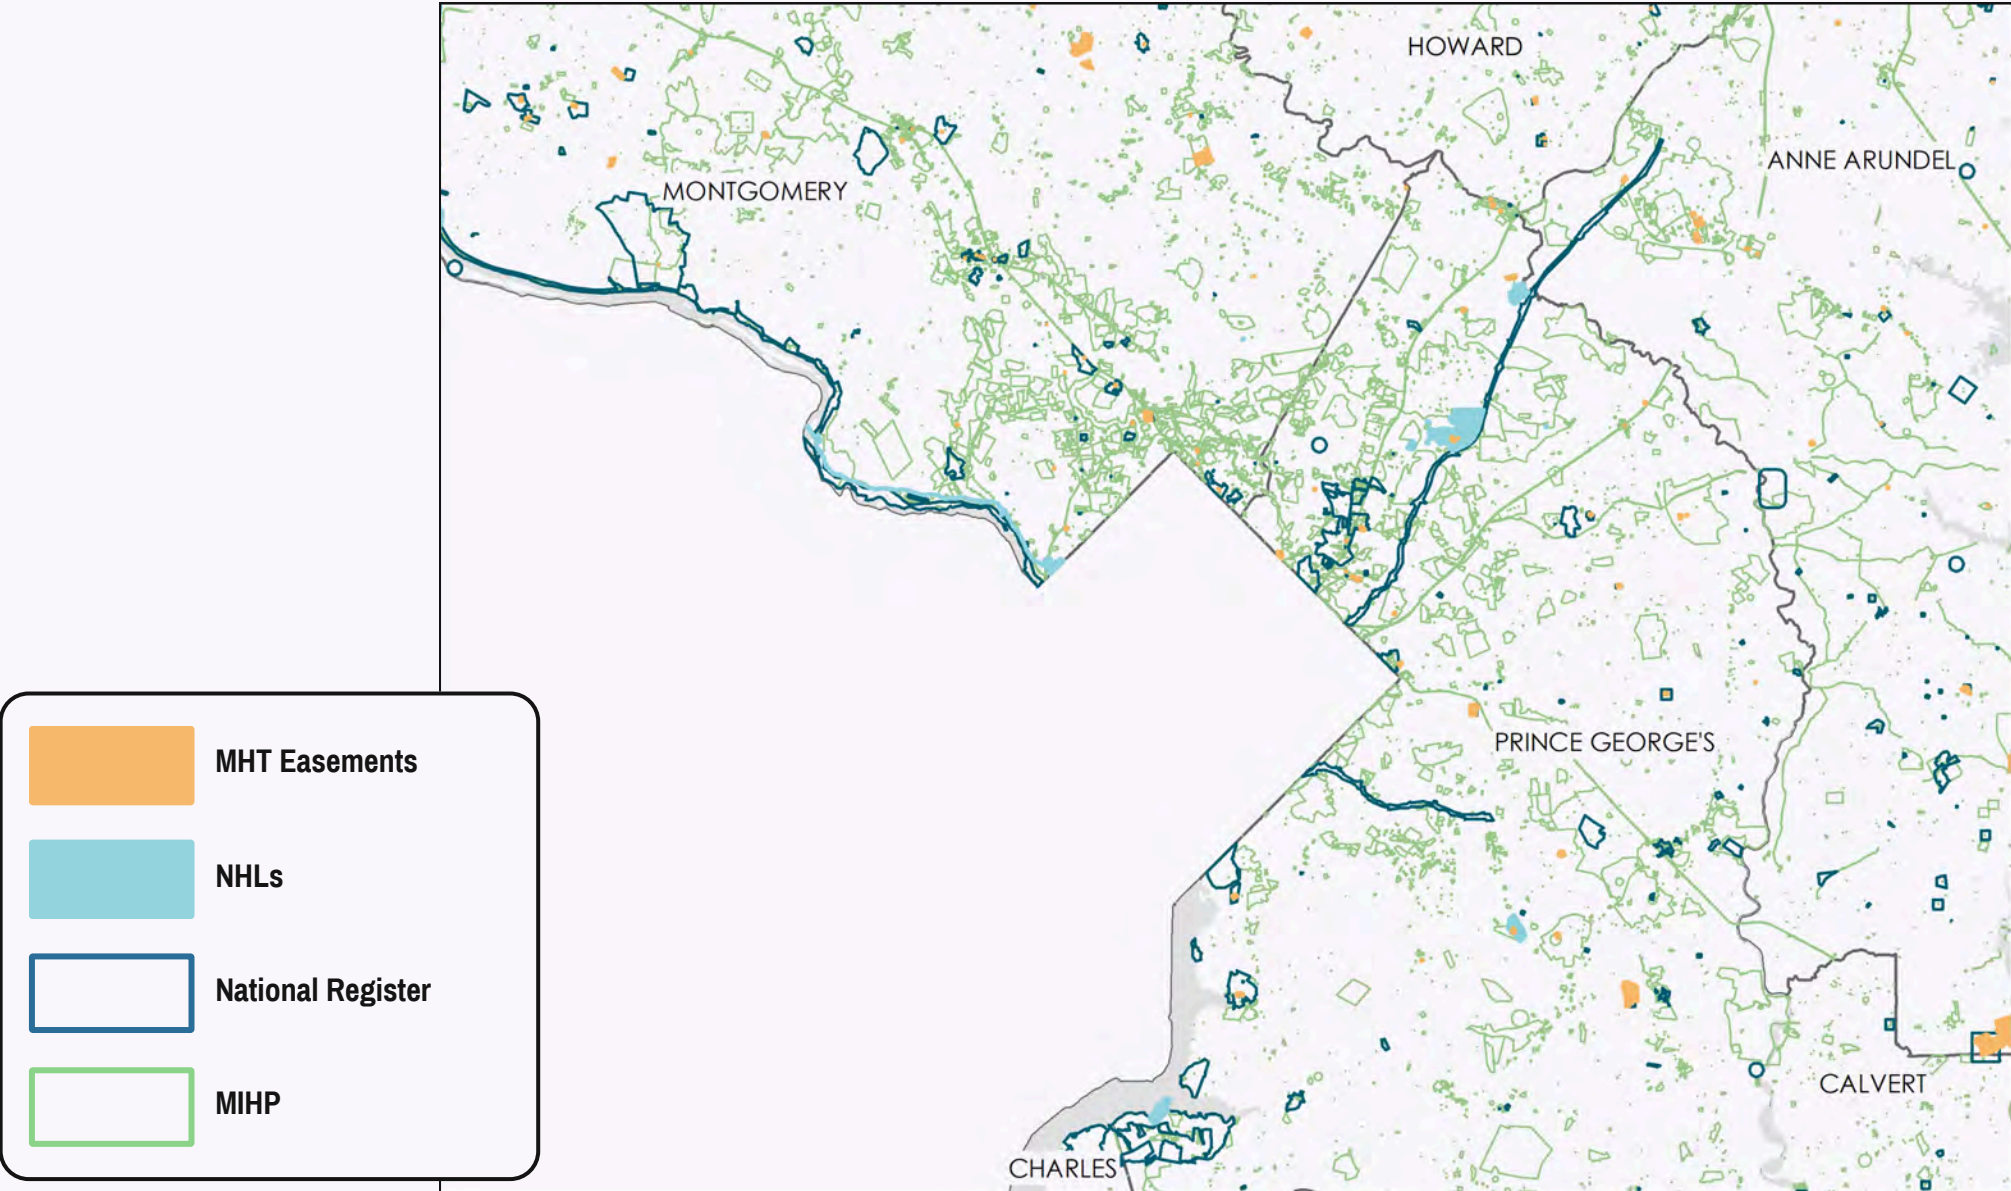 HOWARD
ANNE ARUNDEL
MONTGOMERY
MHT Easements
NHLs
National Register
MIHP
PRINCE GEORGE'S
CALVERT
CHARLES